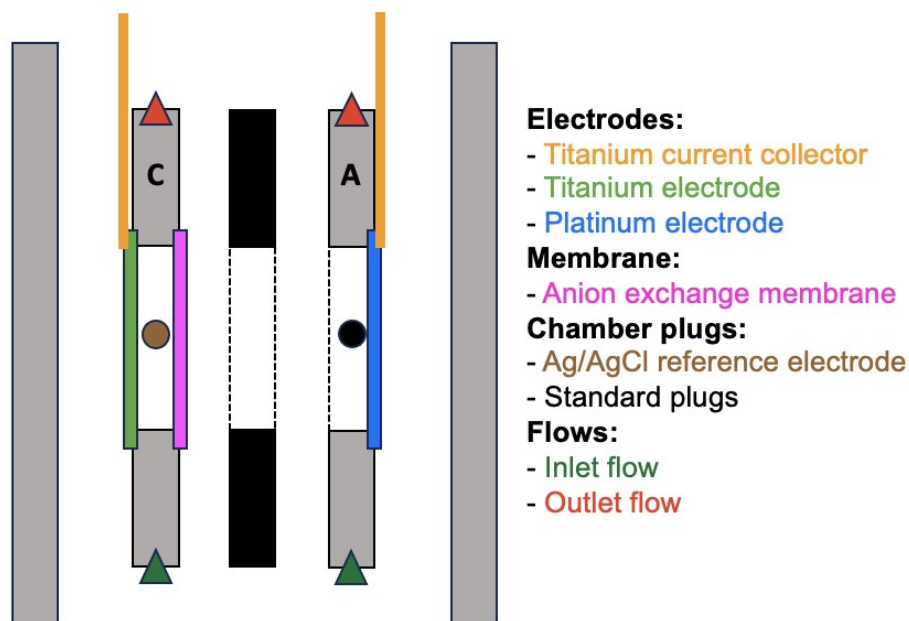 C
A
Electrodes:
- Titanium current collector
- Titanium electrode
- Platinum electrode
Membrane:
- Anion exchange membrane
Chamber plugs:
- Ag/AgCl reference electrode
- Standard plugs
Flows:
- Inlet flow
- Outlet flow